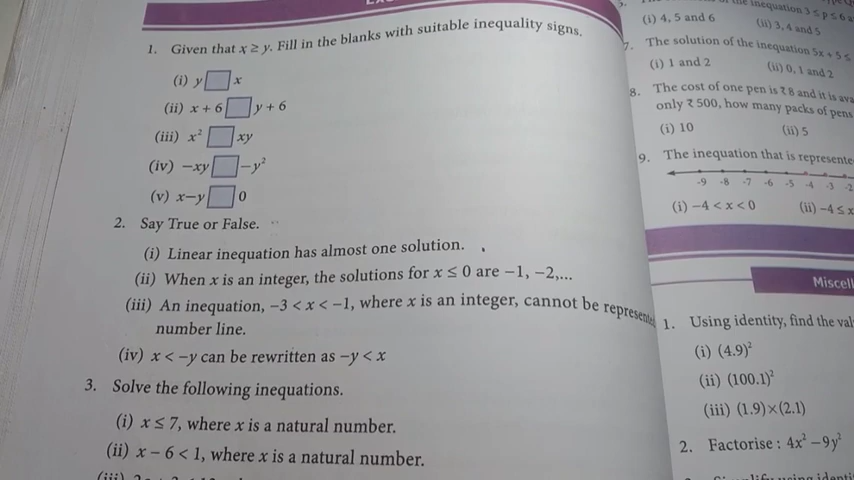 1. Given that x ≥ y. Fill in the blanks with suitable inequality signs.
(i) y □ x
(ii) x + 6 □ y + 6
(iii) x² □ xy
(iv) −xy □ −y²
(v) x−y □ 0
2. Say True or False.
(i) Linear inequation has almost one solution.
(ii) When x is an integer, the solutions for x ≤ 0 are −1, −2,...
(iii) An inequation, −3 < x < −1, where x is an integer, cannot be
number line.
(iv) x < −y can be rewritten as −y < x
3. Solve the following inequations.
(i) x ≤ 7, where x is a natural number.
(ii) x − 6 < 1, where x is a natural number.
inequation 3 ≤ p ≤ 6
(i) 4, 5 and 6 (ii) 3, 4 and 5
7. The solution of the inequation 5x + 5 ≤
(i) 1 and 2 (ii) 0, 1 and 2
8. The cost of one pen is ₹ 8 and it is
only ₹ 500, how many packs of pens
(i) 10 (ii) 5
9. The inequation that is
-9 -8 -7 -6 -5 -4 -3 -2
(i) −4 < x < 0 (ii) −4 ≤ x
1. Using identity, find the
(i) (4.9)²
(ii) (100.1)²
(iii) (1.9)×(2.1)
2. Factorise : 4x² −9y²